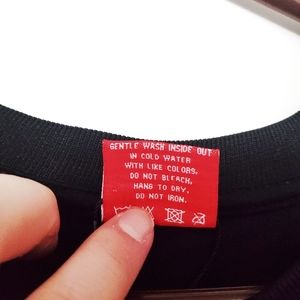 GENTLE WASH INSIDE OUT
IN COLD WATER
WITH LIKE COLORS,
DO NOT BLEACH,
HANG TO DRY,
DO NOT IRON.